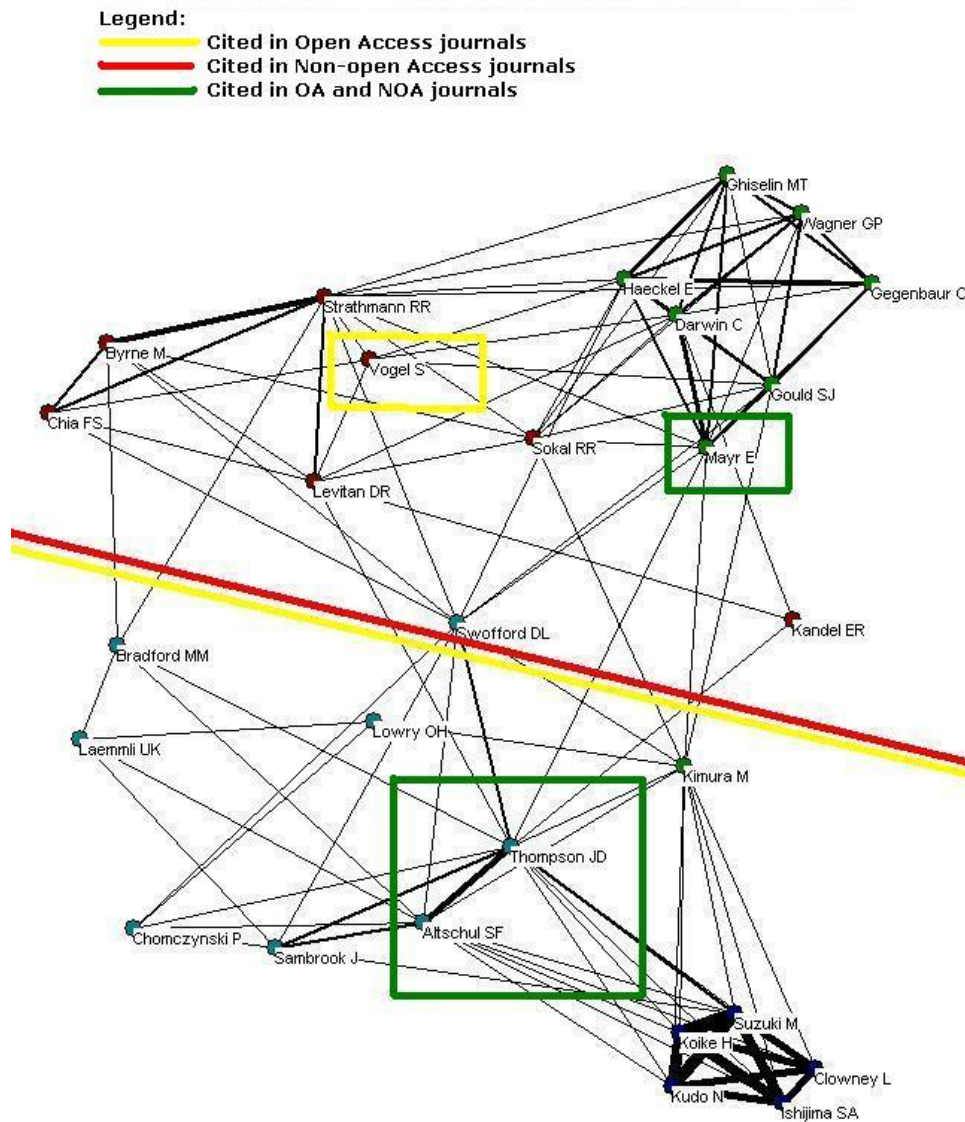 Legend:
Cited in Open Access journals
Cited in Non-open Access journals
Cited in OA and NOA journals
Ghiselin MT
Wagner GP
Haeckel E
Gegenbaur C
Strathmann RR
Darwin C
Byrne M
Vogel S
Gould SJ
Chia FS
Sokal RR
Mayr E
Levitan DR
Swofford DL
Kandel ER
Bradford MM
Lowry OH
Laemmli UK
Kimura M
Thompson JD
Altschul SF
Chomczynski P
Sambrook J
Suzuki M
Koike H
Clowney L
Kudo N
Ishijima SA